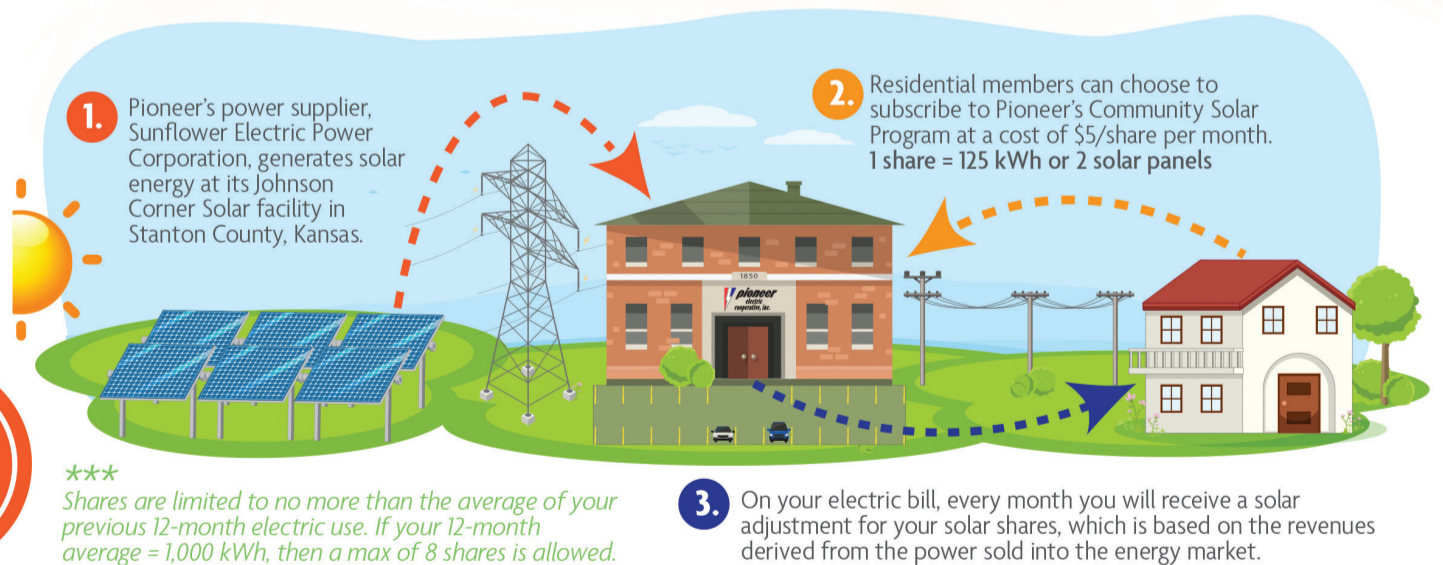 1.
Pioneer's power supplier,
Sunflower Electric Power
Corporation, generates solar
energy at its Johnson
Corner Solar facility in
Stanton County, Kansas.
2.
Residential members can choose to
subscribe to Pioneer's Community Solar
Program at a cost of $5/share per month.
1 share = 125 kWh or 2 solar panels
1850
pioneer
electric
cooperative, inc.
***
Shares are limited to no more than the average of your
previous 12-month electric use. If your 12-month
average = 1,000 kWh, then a max of 8 shares is allowed.
3.
On your electric bill, every month you will receive a solar
adjustment for your solar shares, which is based on the revenues
derived from the power sold into the energy market.